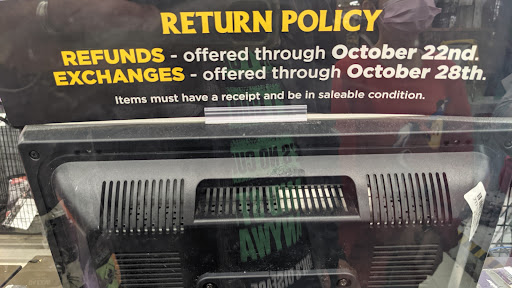 RETURN POLICY
REFUNDS - offered through October 22nd.
EXCHANGES - offered through October 28th.
Items must have a receipt and be in saleable condition.